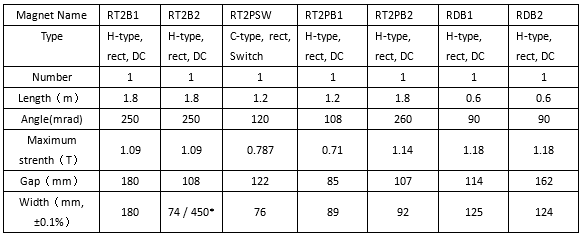 Magnet Name RT2B1 RT2B2 RT2PSW RT2PB1 RT2PB2 RDB1 RDB2
Type H-type, rect, DC H-type, rect, DC C-type, rect, Switch H-type, rect, DC H-type, rect, DC H-type, rect, DC H-type, rect, DC
Number 1 1 1 1 1 1 1
Length（m） 1.8 1.8 1.2 1.2 1.8 0.6 0.6
Angle(mrad) 250 250 120 108 260 90 90
Maximum strenth（T） 1.09 1.09 0.787 0.71 1.14 1.18 1.18
Gap（mm） 180 108 122 85 107 114 162
Width（mm, ±0.1%） 180 74 / 450* 76 89 92 125 124